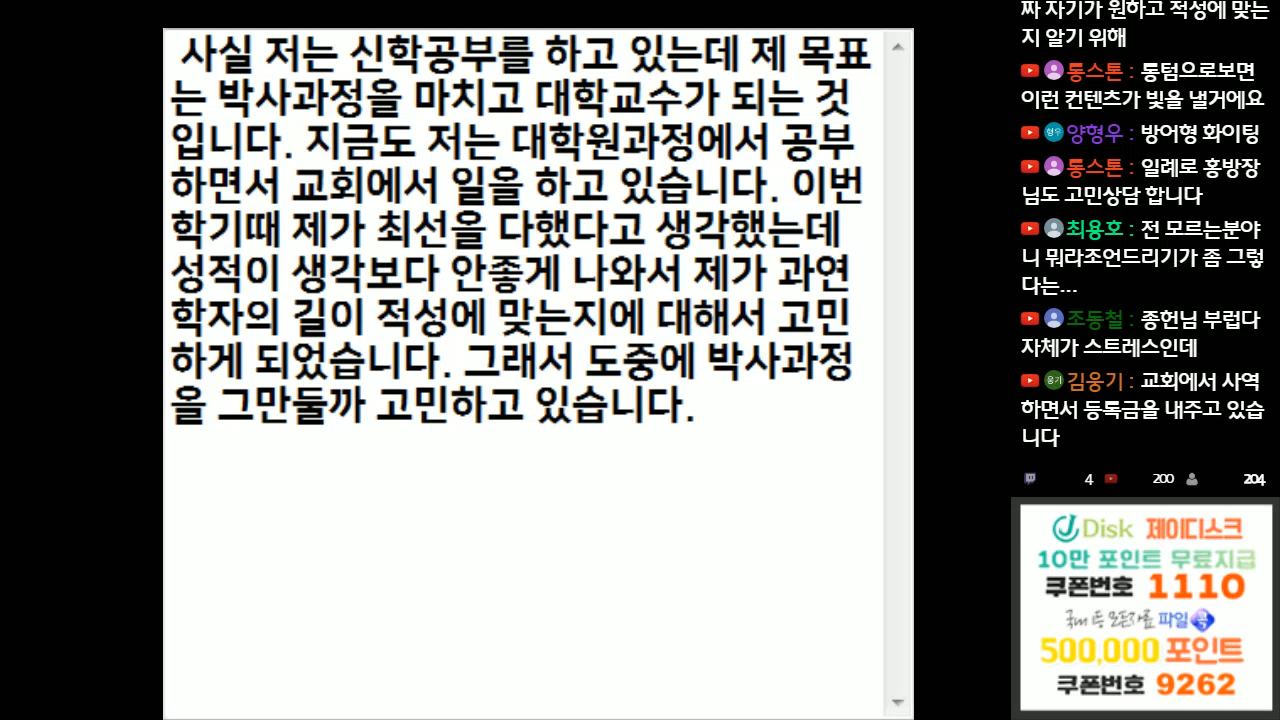 사실 저는 신학공부를 하고 있는데 제 목표
는 박사과정을 마치고 대학교수가 되는 것
입니다. 지금도 저는 대학원과정에서 공부
하면서 교회에서 일을 하고 있습니다. 이번
학기때 제가 최선을 다했다고 생각했는데
성적이 생각보다 안좋게 나와서 제가 과연
학자의 길이 적성에 맞는지에 대해서 고민
하게 되었습니다. 그래서 도중에 박사과정
을 그만둘까 고민하고 있습니다.
짜 자기가 원하고 적성에 맞는
지 알기 위해
통스톤 : 통텀으로보면
이런 컨텐츠가 빛을 낼거에요
형우 양형우 : 방어형 화이팅
통스톤 : 일례로 홍방장
님도 고민상담 합니다
최용호 : 전 모르는분야
니 뭐라조언드리기가 좀 그렇
다는...
조동철 : 종헌님 부럽다
자체가 스트레스인데
웅기 김웅기 : 교회에서 사역
하면서 등록금을 내주고 있습
니다
4 200 204
J Disk 제이디스크
10만 포인트 무료지급
쿠폰번호 1110
파일콕
500,000 포인트
쿠폰번호 9262